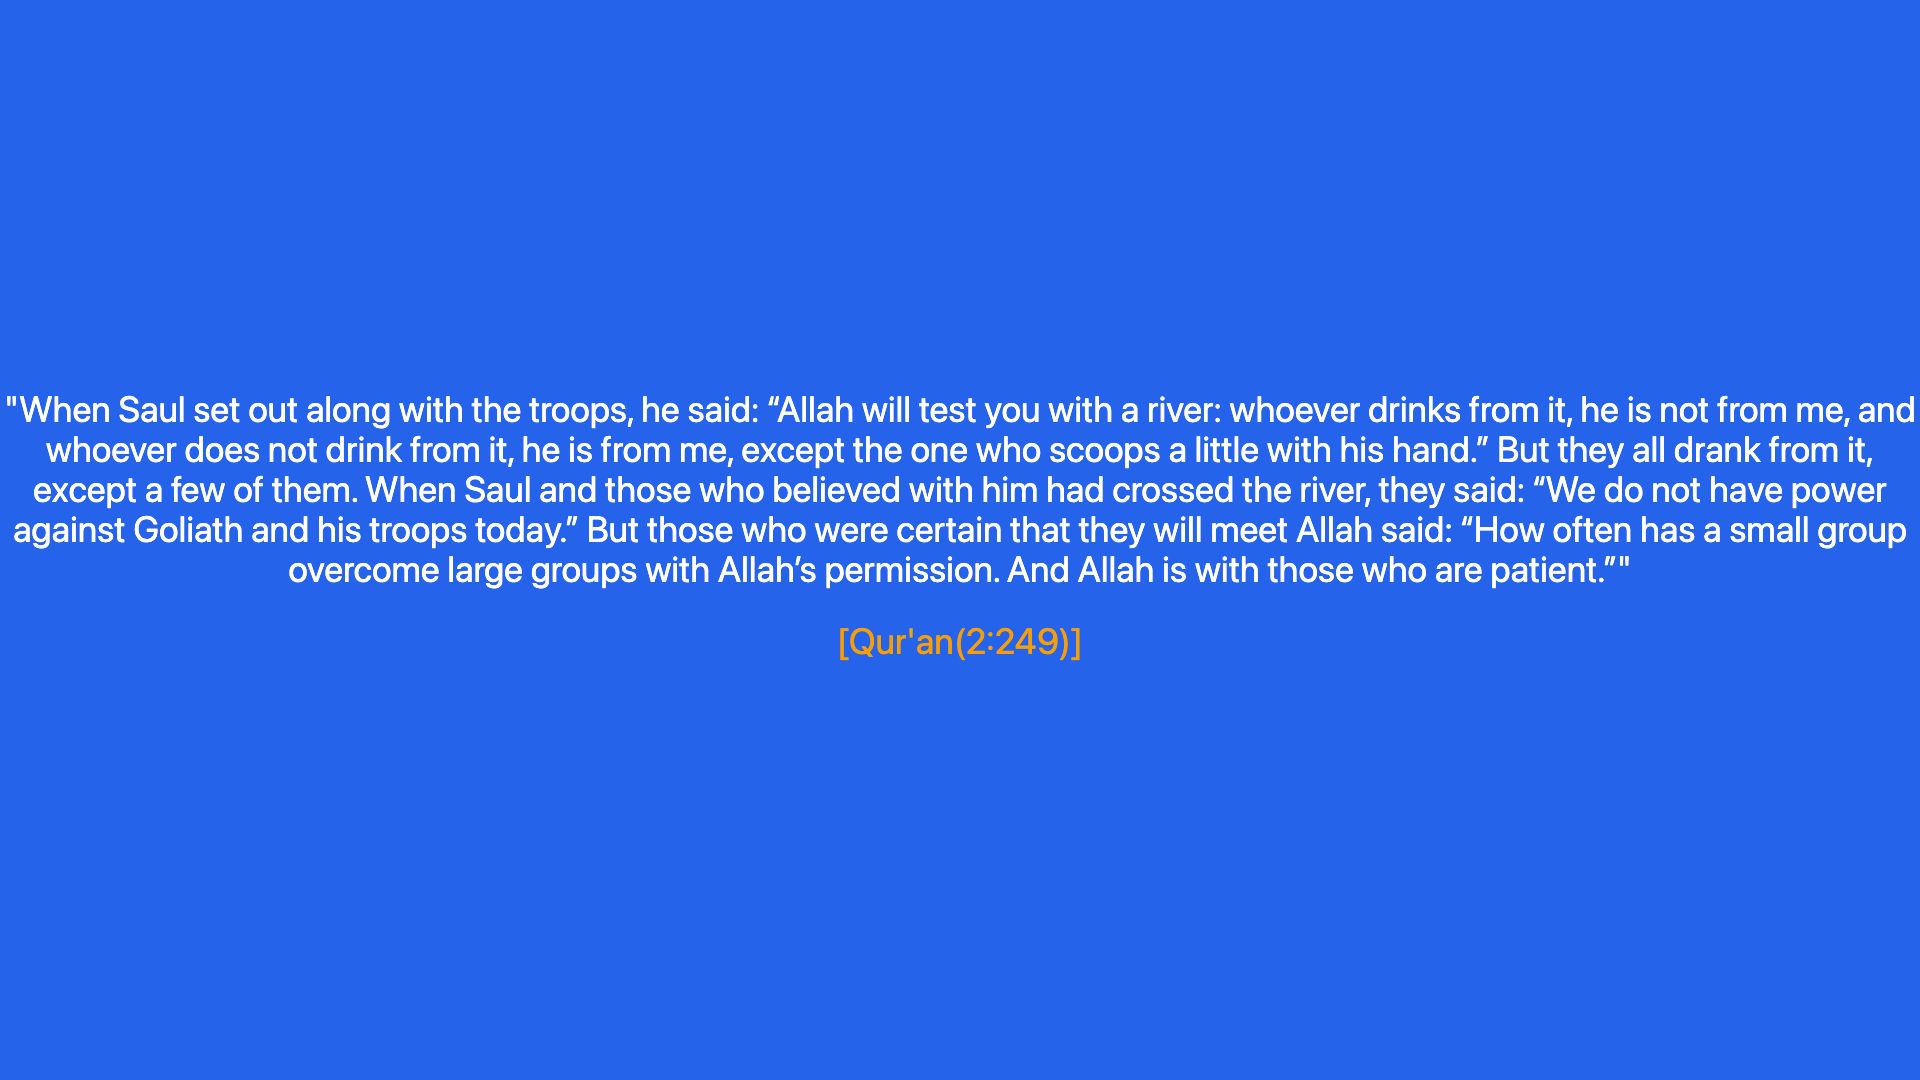 "When Saul set out along with the troops, he said: “Allah will test you with a river: whoever drinks from it, he is not from me, and
whoever does not drink from it, he is from me, except the one who scoops a little with his hand.” But they all drank from it,
except a few of them. When Saul and those who believed with him had crossed the river, they said: “We do not have power
against Goliath and his troops today.” But those who were certain that they will meet Allah said: “How often has a small group
overcome large groups with Allah’s permission. And Allah is with those who are patient.”"
[Qur'an(2:249)]